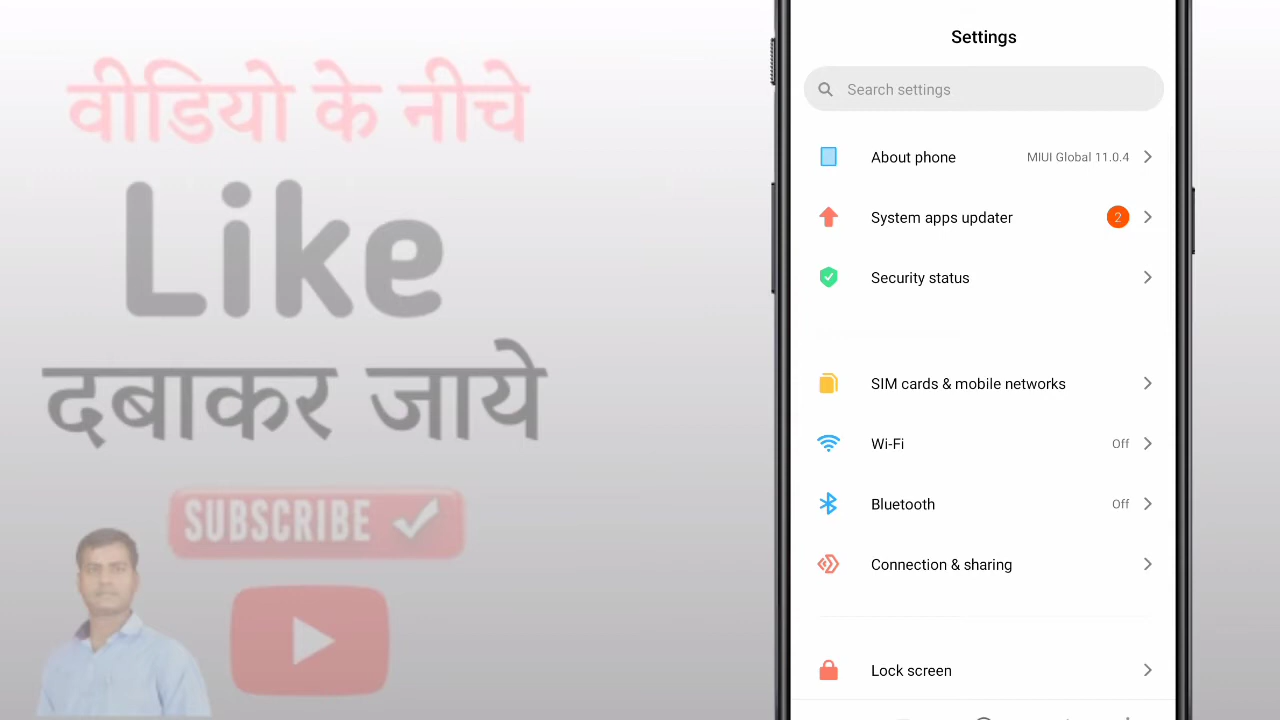 वीडियो के नीचे
Like
दबाकर जाये
SUBSCRIBE
Settings
Search settings
About phone MIUI Global 11.0.4
System apps updater 2
Security status
SIM cards & mobile networks
Wi-Fi Off
Bluetooth Off
Connection & sharing
Lock screen